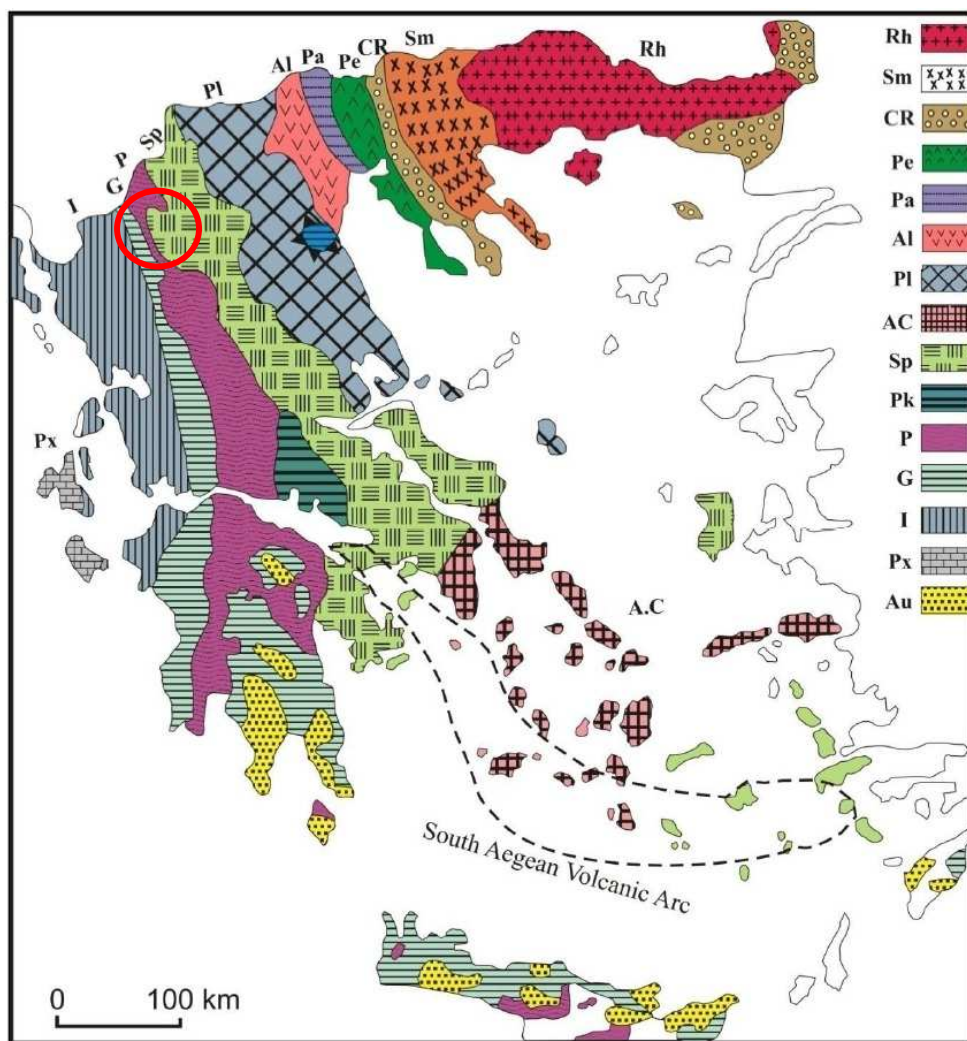 Rh
Sm
CR
Pe
Pa
Al
Pl
AC
Sp
Pk
P
G
I
Px
Au
I
G
P
Sp
Pl
Al
Pa
Pe
CR
Sm
Rh
Px
A.C
South Aegean Volcanic Arc
0 100 km